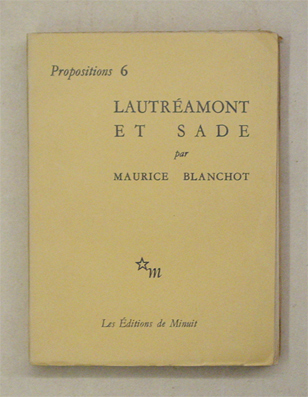 Propositions 6
LAUTRÉAMONT
ET SADE
par
MAURICE BLANCHOT
m
Les Éditions de Minuit